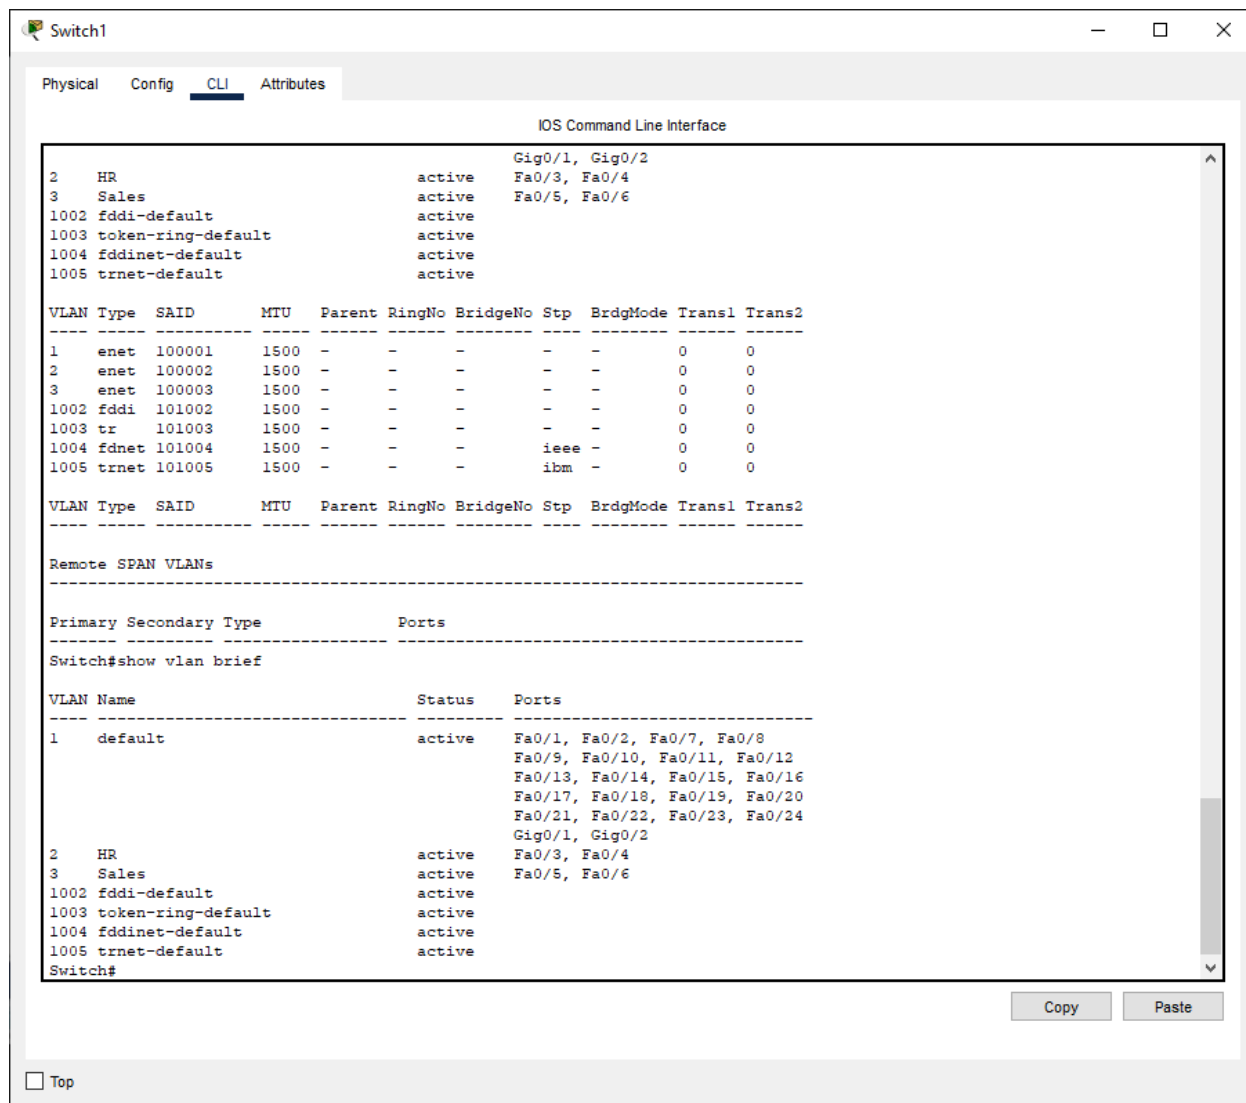 Switch1
Physical Config CLI Attributes
IOS Command Line Interface
                                                Gig0/1, Gig0/2
2    HR                               active    Fa0/3, Fa0/4
3    Sales                            active    Fa0/5, Fa0/6
1002 fddi-default                     active
1003 token-ring-default               active
1004 fddinet-default                  active
1005 trnet-default                    active
VLAN Type  SAID       MTU   Parent RingNo BridgeNo Stp  BrdgMode Trans1 Trans2
---- ----- ---------- ----- ------ ------ -------- ---- -------- ------ ------
1    enet  100001     1500  -      -      -        -    -        0      0
2    enet  100002     1500  -      -      -        -    -        0      0
3    enet  100003     1500  -      -      -        -    -        0      0
1002 fddi  101002     1500  -      -      -        -    -        0      0
1003 tr    101003     1500  -      -      -        -    -        0      0
1004 fdnet 101004     1500  -      -      -        ieee -        0      0
1005 trnet 101005     1500  -      -      -        ibm  -        0      0
VLAN Type  SAID       MTU   Parent RingNo BridgeNo Stp  BrdgMode Trans1 Trans2
---- ----- ---------- ----- ------ ------ -------- ---- -------- ------ ------
Remote SPAN VLANs
------------------------------------------------------------------------------
Primary Secondary Type              Ports
------- --------- ----------------- ------------------------------------------
Switch#show vlan brief
VLAN Name                             Status    Ports
---- -------------------------------- --------- -------------------------------
1    default                          active    Fa0/1, Fa0/2, Fa0/7, Fa0/8
                                                Fa0/9, Fa0/10, Fa0/11, Fa0/12
                                                Fa0/13, Fa0/14, Fa0/15, Fa0/16
                                                Fa0/17, Fa0/18, Fa0/19, Fa0/20
                                                Fa0/21, Fa0/22, Fa0/23, Fa0/24
                                                Gig0/1, Gig0/2
2    HR                               active    Fa0/3, Fa0/4
3    Sales                            active    Fa0/5, Fa0/6
1002 fddi-default                     active
1003 token-ring-default               active
1004 fddinet-default                  active
1005 trnet-default                    active
Switch#
Copy Paste
Top